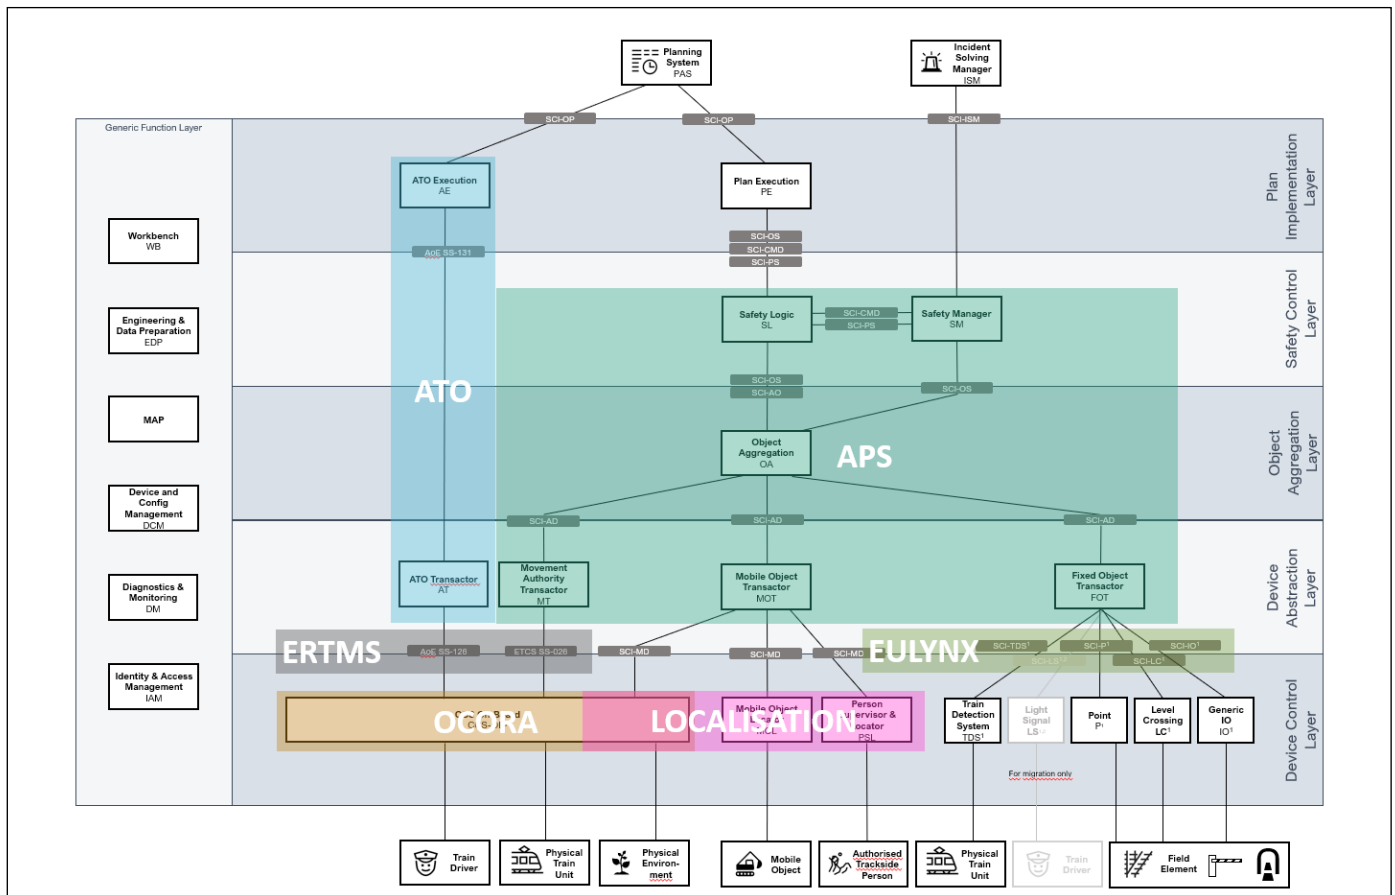 Planning
System
PAS
Incident
Solving
Manager
ISM
SCI-OP
SCI-OP
SCI-ISM
Generic Function Layer
Plan
Implementation
Layer
ATO Execution
AE
Plan Execution
PE
Workbench
WB
SCI-OS
SCI-CMD
SCI-PS
AoE SS-131
Safety Control
Layer
Engineering &
Data Preparation
EDP
Safety Logic
SL
SCI-CMD
SCI-PS
Safety Manager
SM
SCI-OS
SCI-AO
SCI-OS
ATO
MAP
Object
Aggregation
Layer
Object
Aggregation
OA
APS
Device and
Config
Management
DCM
SCI-AD
SCI-AD
SCI-AD
Device
Abstraction
Layer
Diagnostics &
Monitoring
DM
ATO Transactor
AT
Movement
Authority
Transactor
MT
Mobile Object
Transactor
MOT
Fixed Object
Transactor
FOT
ERTMS
AoE SS-126
ETCS SS-026
SCI-MD
SCI-MD
SCI-MD
EULYNX
SCI-TDS¹
SCI-P¹
SCI-IO¹
SCI-LC¹
Identity & Access
Management
IAM
OCORA
LOCALISATION
Mobile Object
MOL
Person
Supervisor &
Locator
PSL
Train
Detection
System
TDS¹
Light
Signal
Point
P¹
Level
Crossing
LC¹
Generic
IO
IO¹
Device Control
Layer
For migration only
Train
Driver
Physical
Train
Unit
Physical
Environ-
ment
Mobile
Object
Authorised
Trackside
Person
Physical
Train
Unit
Train
Driver
Field
Element